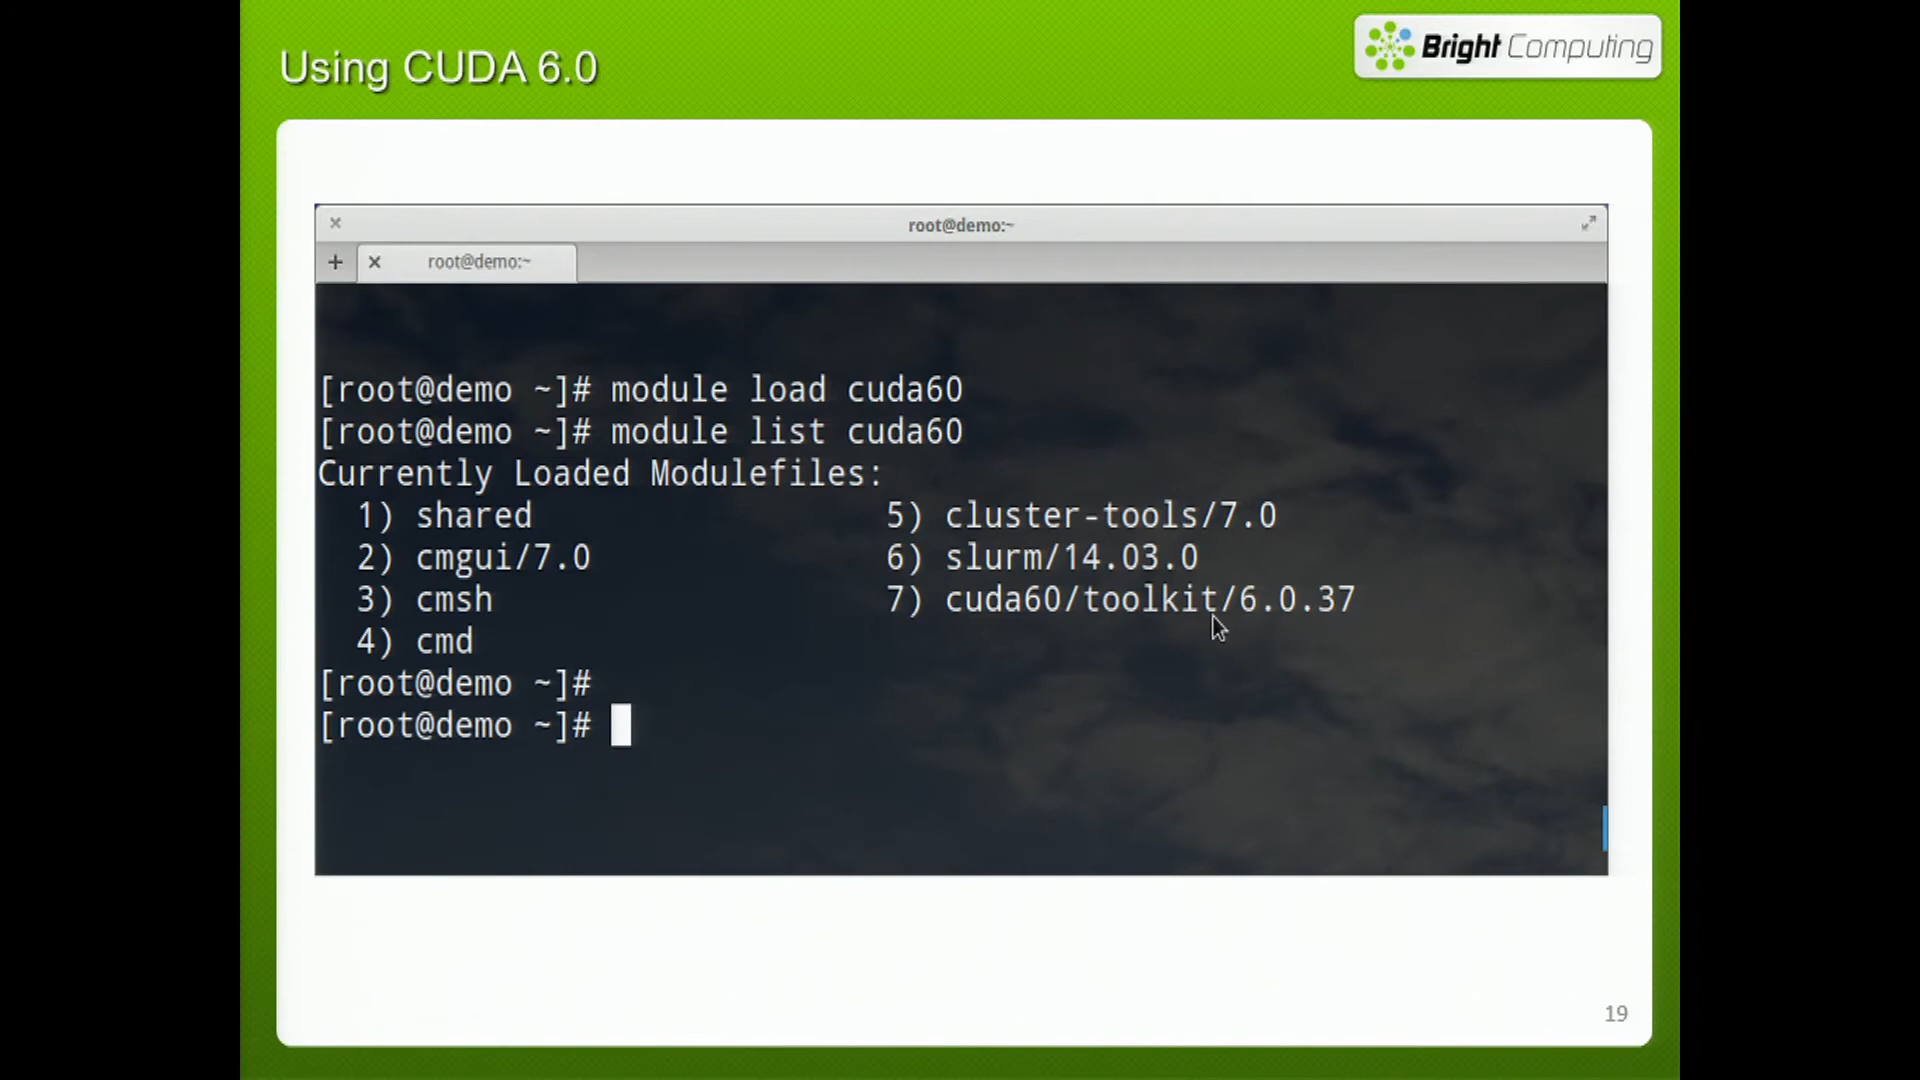 Using CUDA 6.0
Bright Computing
root@demo:~
root@demo:~
[root@demo ~]# module load cuda60
[root@demo ~]# module list cuda60
Currently Loaded Modulefiles:
1) shared 5) cluster-tools/7.0
2) cmgui/7.0 6) slurm/14.03.0
3) cmsh 7) cuda60/toolkit/6.0.37
4) cmd
[root@demo ~]#
[root@demo ~]#
19